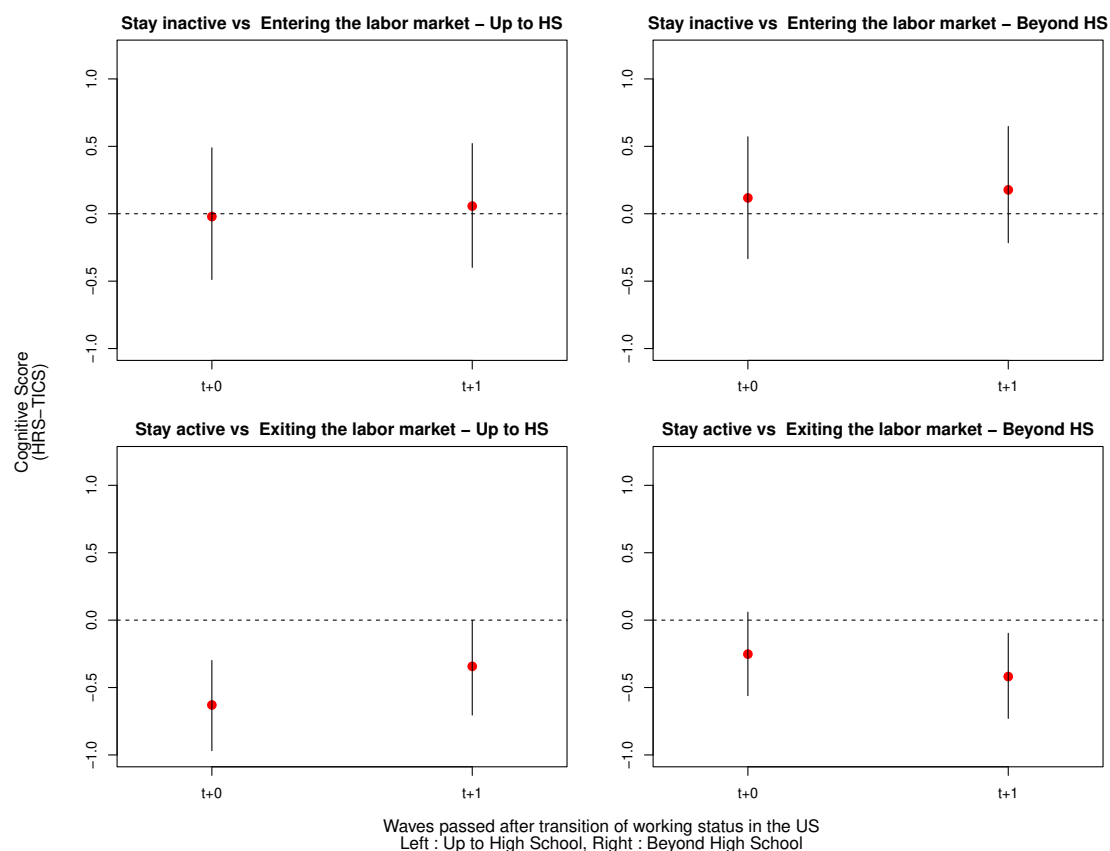 Stay inactive vs  Entering the labor market − Up to HS
1.0
0.5
0.0
−0.5
−1.0
t+0
t+1
Stay inactive vs  Entering the labor market − Beyond HS
1.0
0.5
0.0
−0.5
−1.0
t+0
t+1
Cognitive Score
(HRS−TICS)
Stay active vs  Exiting the labor market − Up to HS
1.0
0.5
0.0
−0.5
−1.0
t+0
t+1
Stay active vs  Exiting the labor market − Beyond HS
1.0
0.5
0.0
−0.5
−1.0
t+0
t+1
Waves passed after transition of working status in the US
Left : Up to High School, Right : Beyond High School